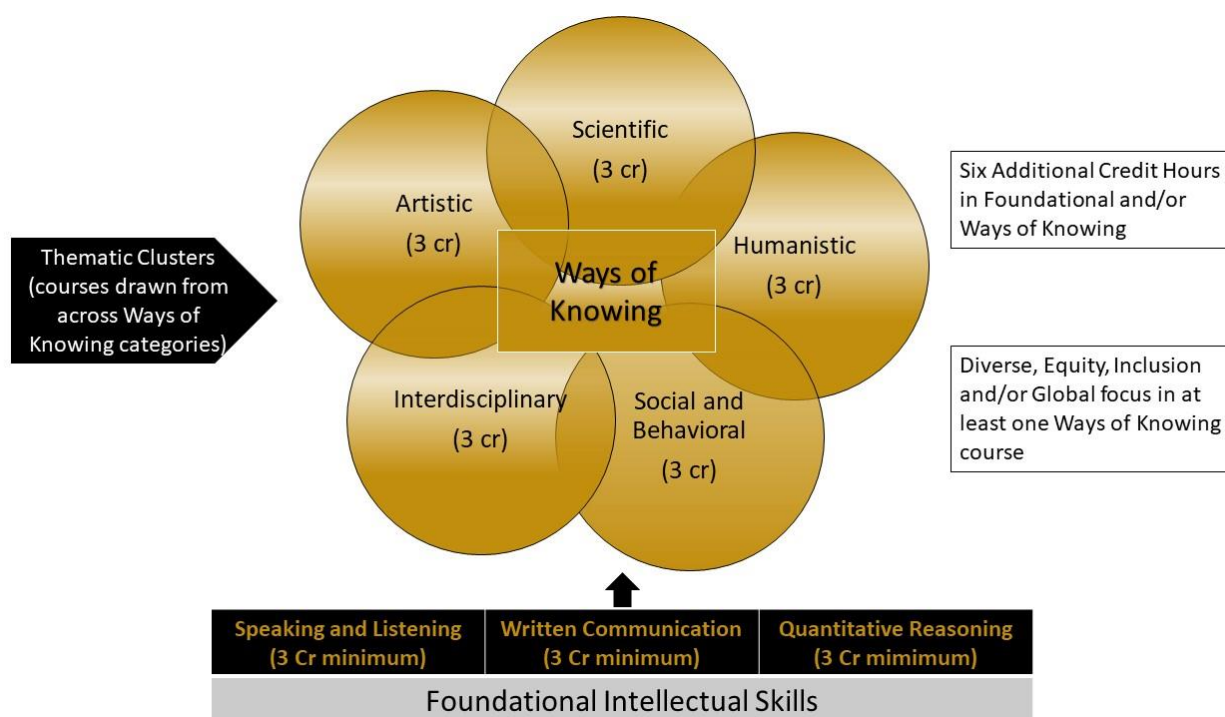 Scientific
(3 cr)
Artistic
(3 cr)
Humanistic
(3 cr)
Ways of
Knowing
Interdisciplinary
(3 cr)
Social and
Behavioral
(3 cr)
Thematic Clusters
(courses drawn from
across Ways of
Knowing categories)
Six Additional Credit Hours
in Foundational and/or
Ways of Knowing
Diverse, Equity, Inclusion
and/or Global focus in at
least one Ways of Knowing
course
Speaking and Listening
(3 Cr minimum)
Written Communication
(3 Cr minimum)
Quantitative Reasoning
(3 Cr mimimum)
Foundational Intellectual Skills